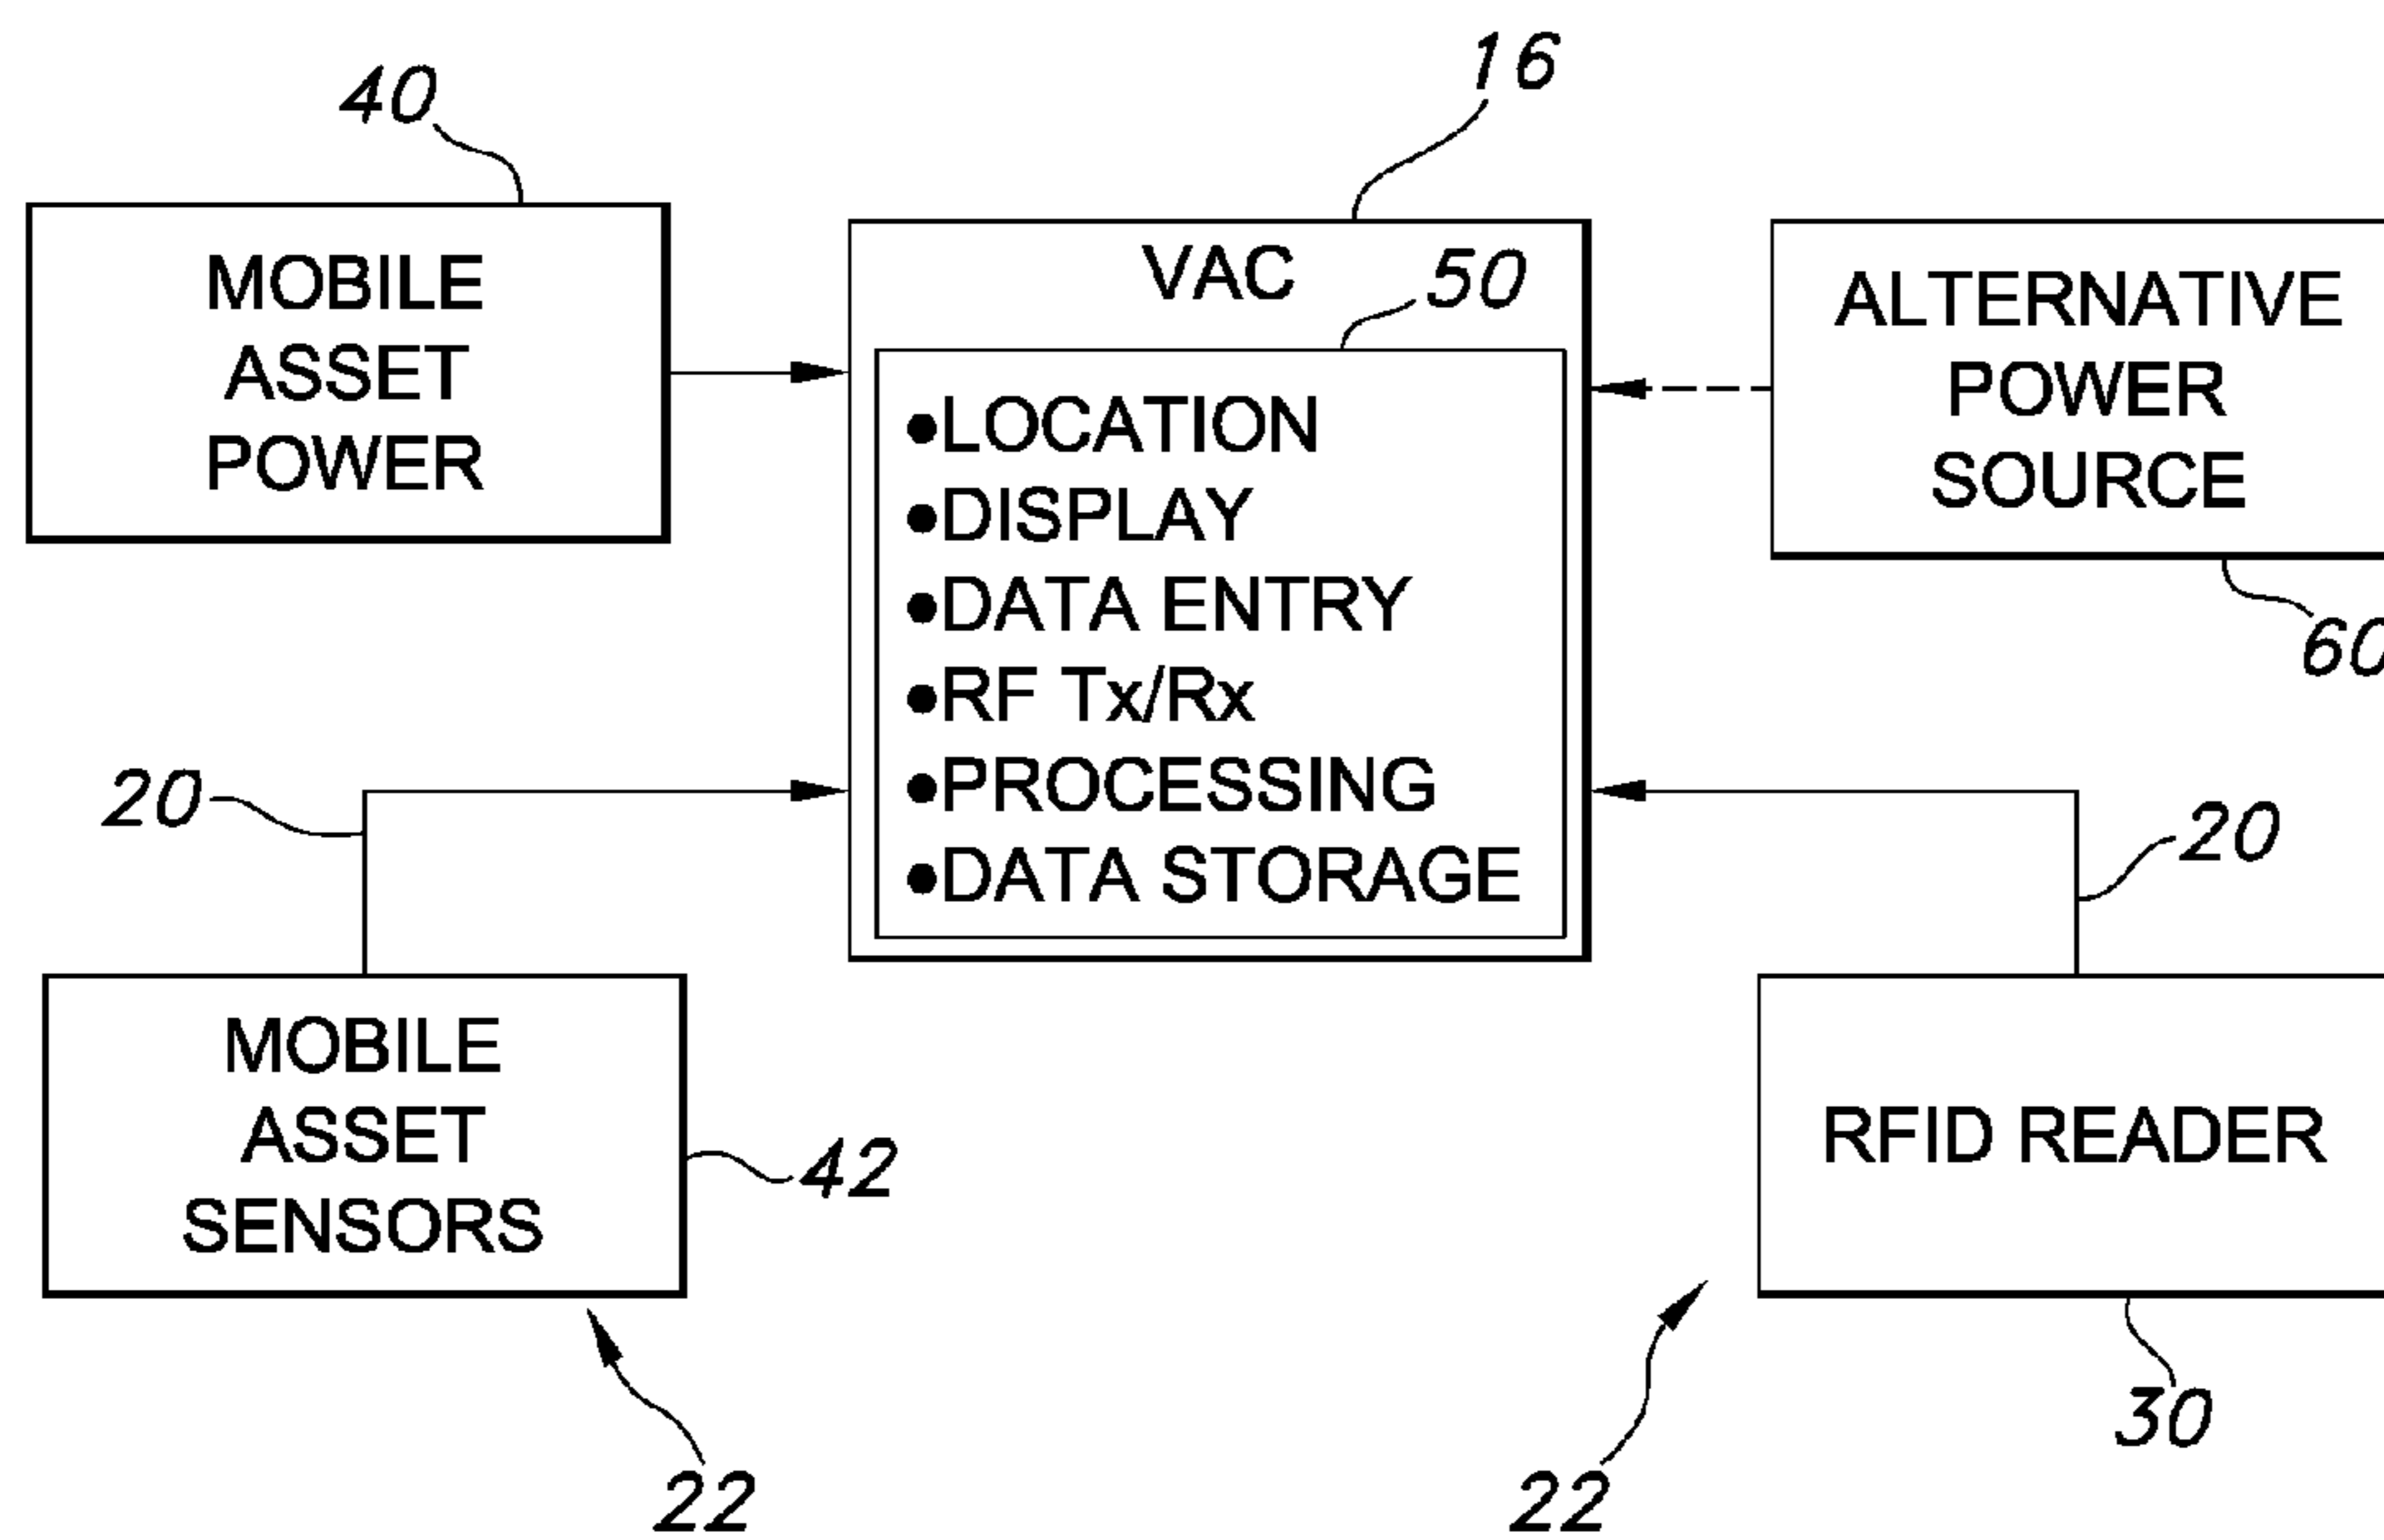 40
16
MOBILE
ASSET
POWER
VAC
50
●LOCATION
●DISPLAY
●DATA ENTRY
●RF Tx/Rx
●PROCESSING
●DATA STORAGE
ALTERNATIVE
POWER
SOURCE
60
20
20
MOBILE
ASSET
SENSORS
42
RFID READER
30
22
22